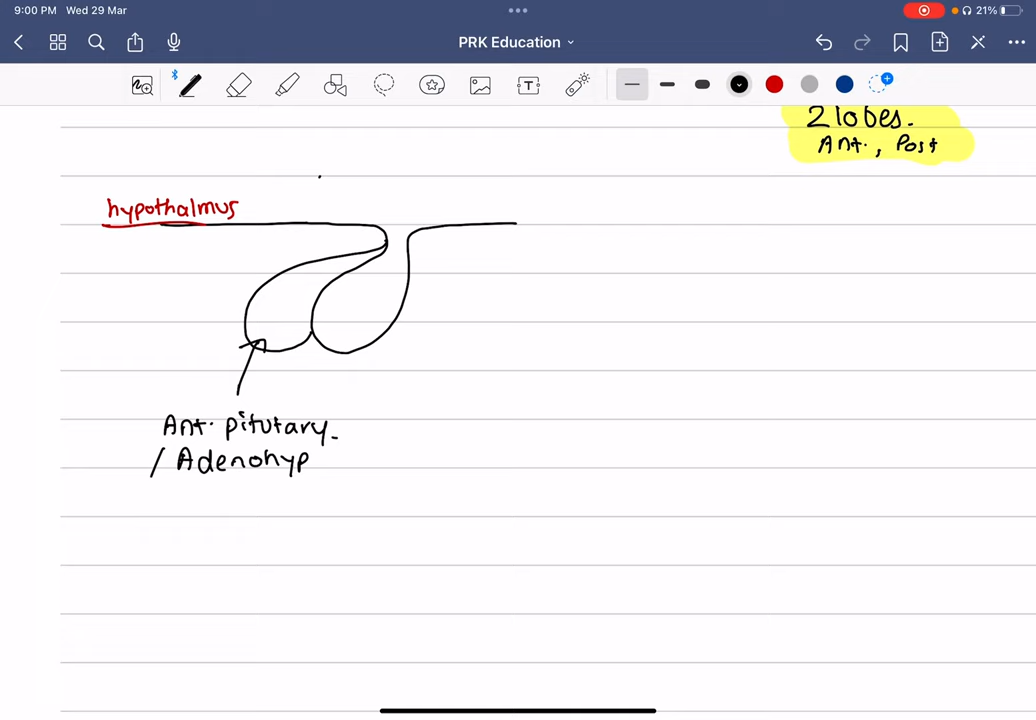 9:00 PM Wed 29 Mar
21%
PRK Education
T
2 lobes.
Ant., Post
hypothalmus
Ant. pitutary.
/ Adenohyp